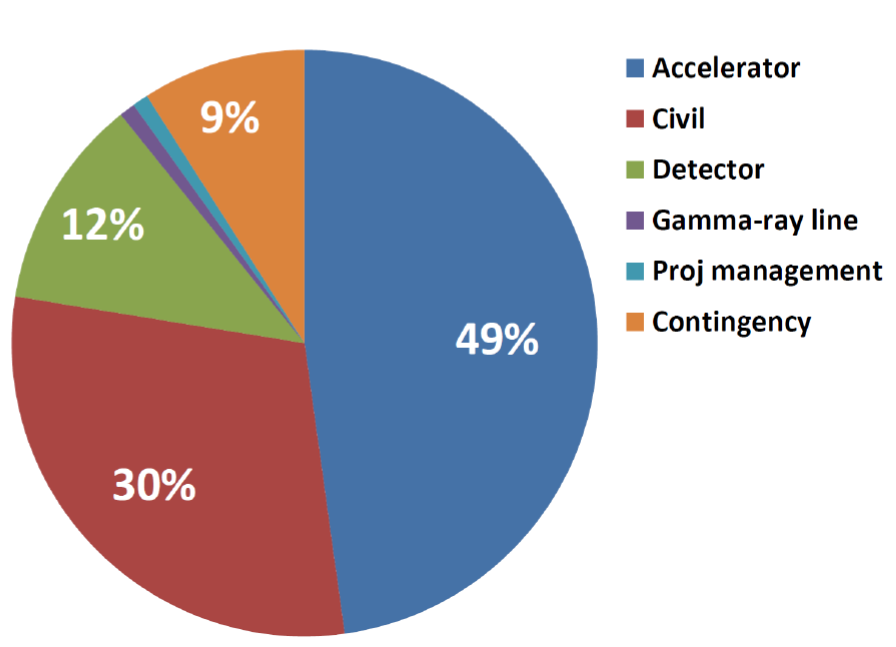 9%
12%
49%
30%
Accelerator
Civil
Detector
Gamma-ray line
Proj management
Contingency